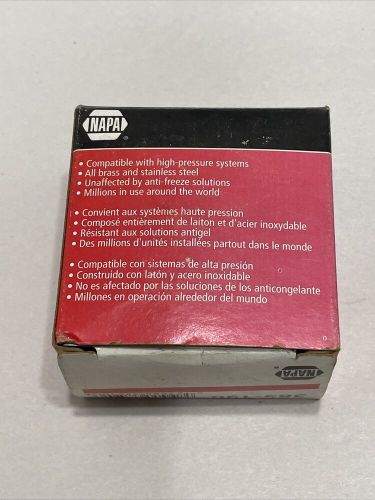 NAPA
• Compatible with high-pressure systems
• All brass and stainless steel
• Unaffected by anti-freeze solutions
• Millions in use around the world
• Convient aux systèmes haute pression
• Composé entièrement de laiton et d'acier inoxydable
• Résistant aux solutions antigel
• Des millions d'unités installées partout dans le monde
• Compatible con sistemas de alta presión
• Construido con latón y acero inoxidable
• No es afectado por las soluciones de los anticongelante
• Millones en operación alrededor del mundo
NAPA